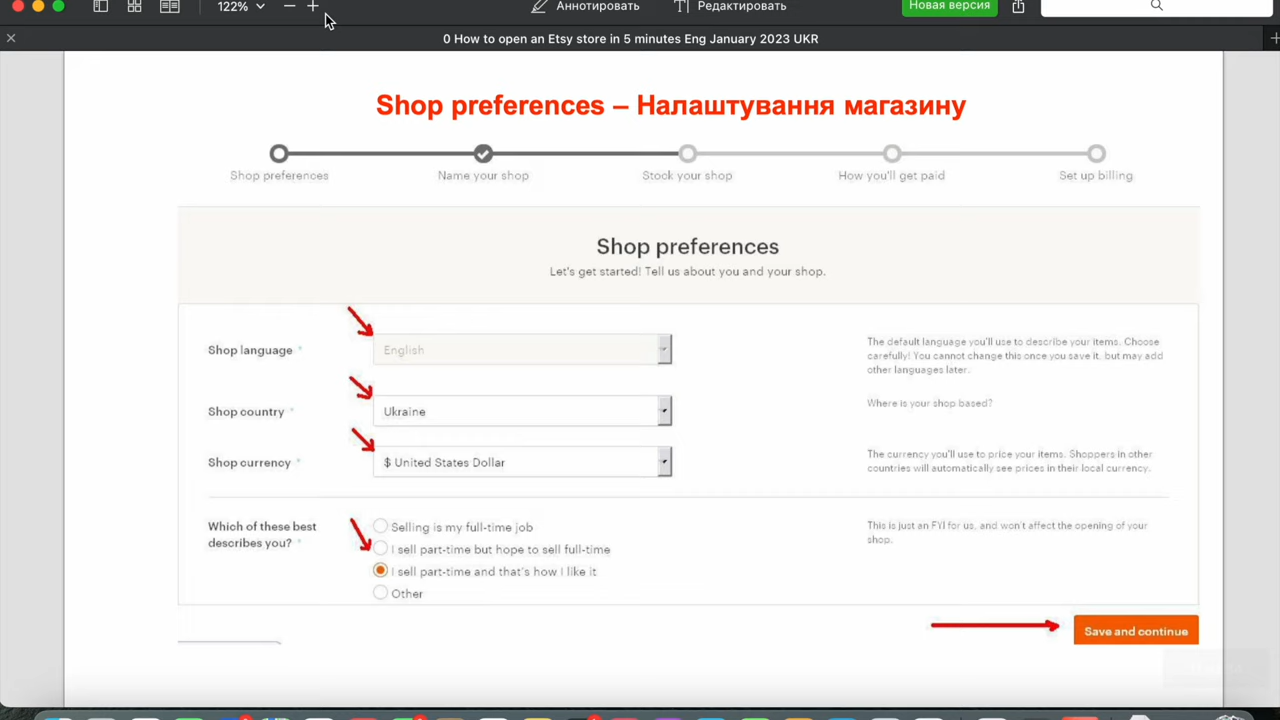 122%
Аннотировать
Редактировать
Новая версия
0 How to open an Etsy store in 5 minutes Eng January 2023 UKR
Shop preferences – Налаштування магазину
Shop preferences
Name your shop
Stock your shop
How you'll get paid
Set up billing
Shop preferences
Let's get started! Tell us about you and your shop.
Shop language *
English
The default language you'll use to describe your items. Choose
carefully! You cannot change this once you save it, but may add
other languages later.
Shop country *
Ukraine
Where is your shop based?
Shop currency *
$ United States Dollar
The currency you'll use to price your items. Shoppers in other
countries will automatically see prices in their local currency.
Which of these best
describes you? *
Selling is my full-time job
I sell part-time but hope to sell full-time
I sell part-time and that's how I like it
Other
This is just an FYI for us, and won't affect the opening of your
shop.
Save and continue